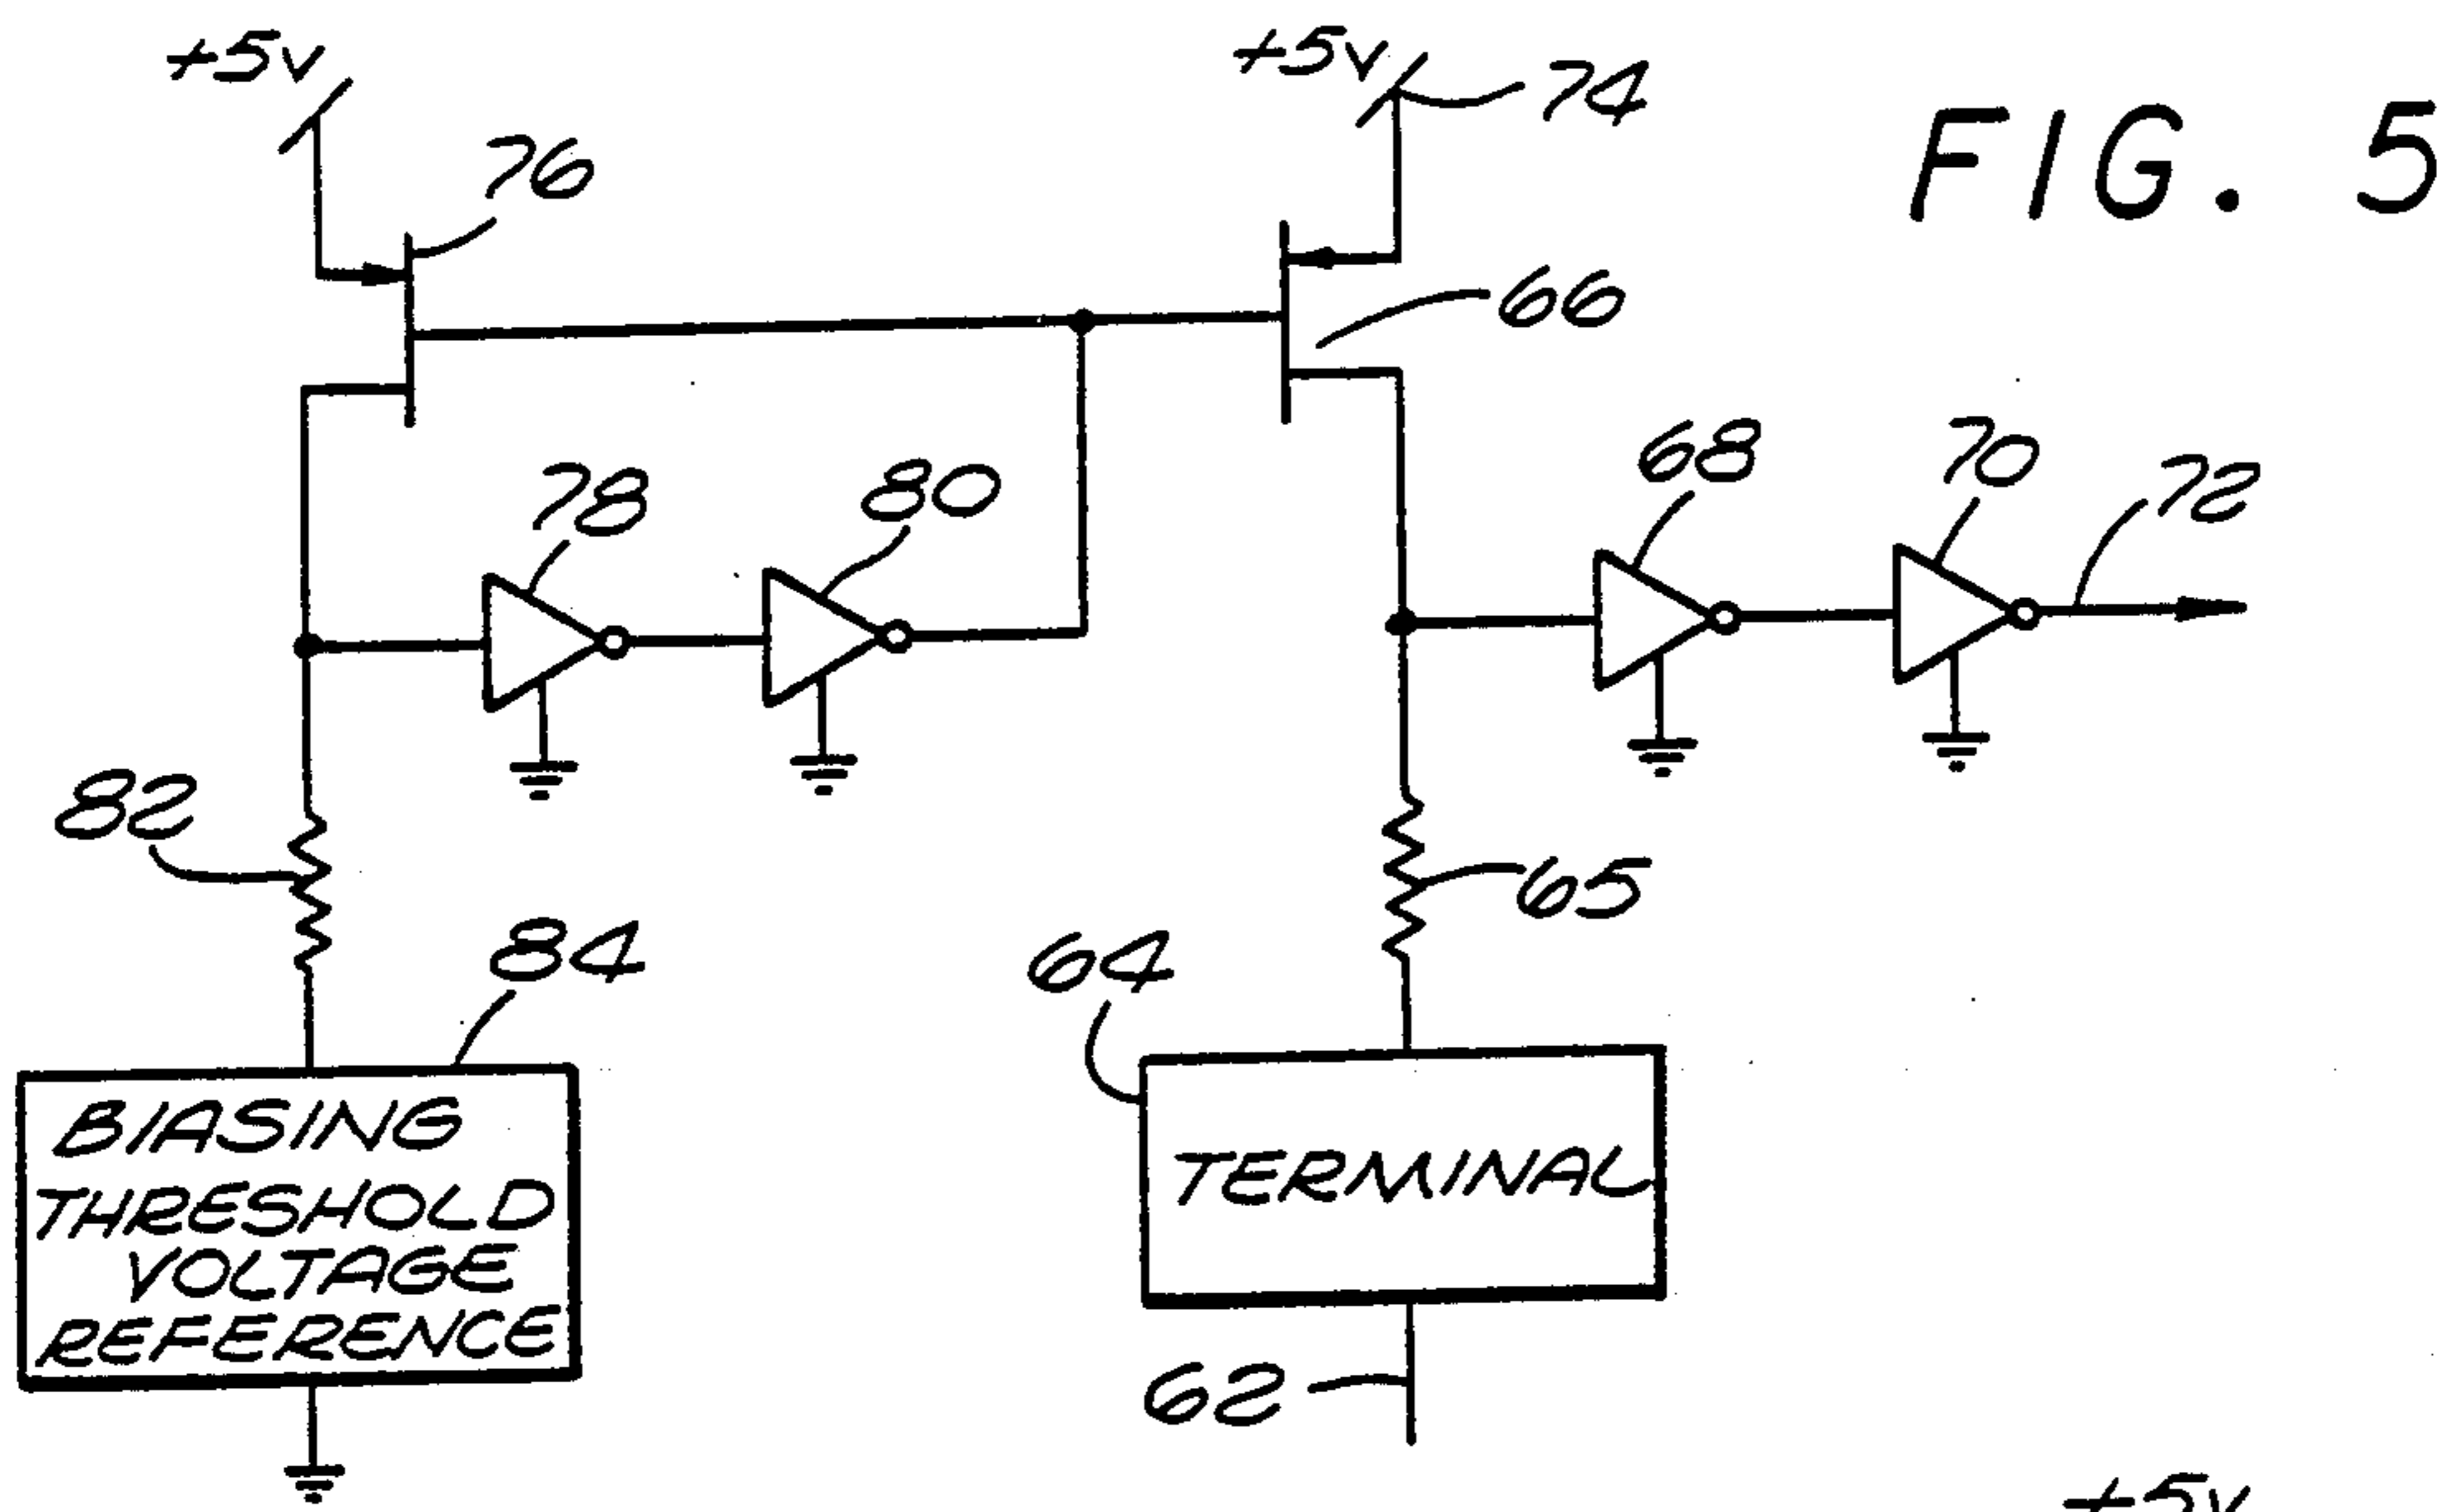 +5V
+5V
74
FIG. 5
76
66
78
80
68
70
72
82
84
65
64
BIASING
THRESHOLD
VOLTAGE
REFERENCE
TERMINAL
62
+5V